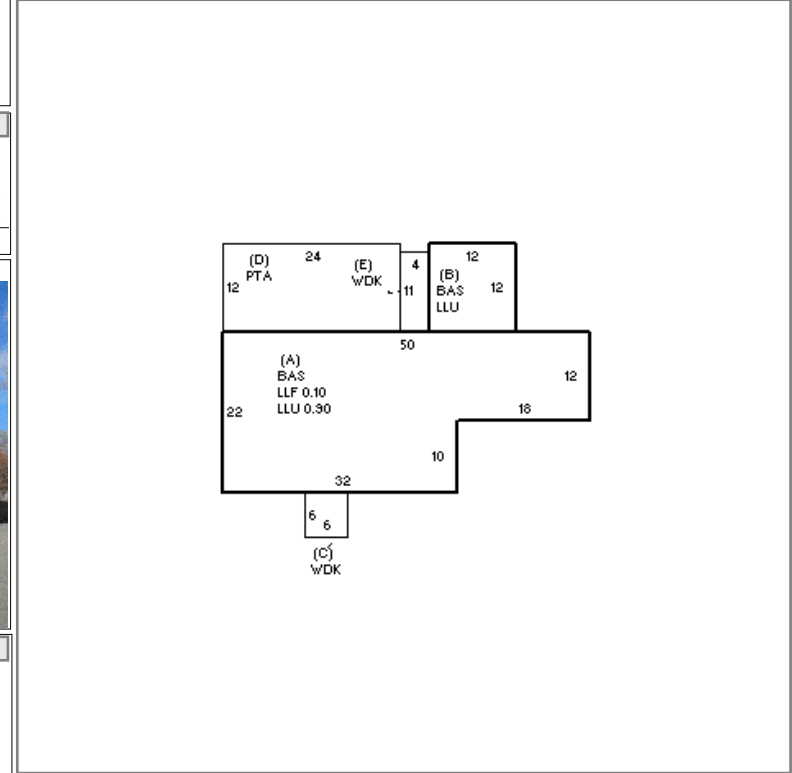 (D)
PTA
24
12
(E)
WDK
4
11
12
(B)
BAS
LLU
12
50
(A)
BAS
LLF 0.10
LLU 0.90
12
22
18
10
32
6
6
(C)
WDK